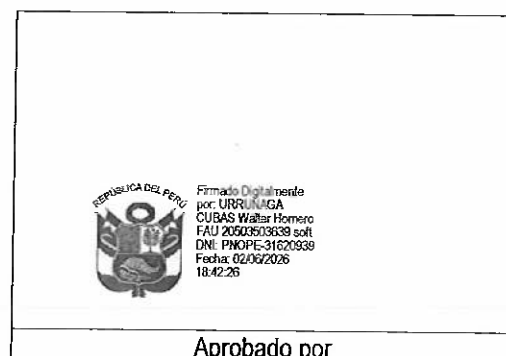 REPÚBLICA DEL PERÚ
Firmado Digitalmente
por: URRUNAGA
CUBAS Walter Homero
FAU 20503503639 soft
DNI: PNOPE-31620939
Fecha: 02/06/2026
18:42:26
Aprobado por